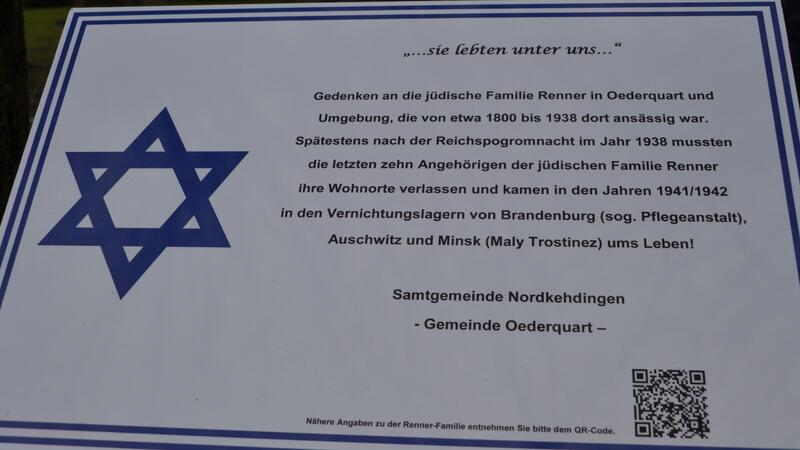 „...sie lebten unter uns...“
Gedenken an die jüdische Familie Renner in Oederquart und
Umgebung, die von etwa 1800 bis 1938 dort ansässig war.
Spätestens nach der Reichspogromnacht im Jahr 1938 mussten
die letzten zehn Angehörigen der jüdischen Familie Renner
ihre Wohnorte verlassen und kamen in den Jahren 1941/1942
in den Vernichtungslagern von Brandenburg (sog. Pflegeanstalt),
Auschwitz und Minsk (Maly Trostinez) ums Leben!
Samtgemeinde Nordkehdingen
- Gemeinde Oederquart –
Nähere Angaben zu der Renner-Familie entnehmen Sie bitte dem QR-Code.